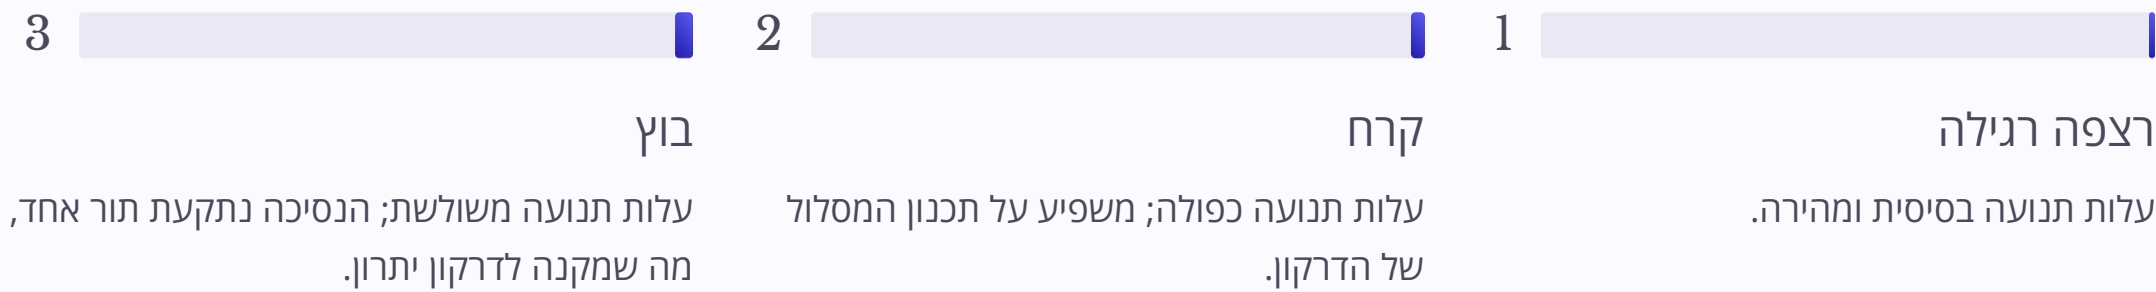 1
רצפה רגילה
עלות תנועה בסיסית ומהירה.
2
קרח
עלות תנועה כפולה; משפיע על תכנון המסלול
של הדרקון.
3
בוץ
עלות תנועה משולשת; הנסיכה נתקעת תור אחד,
מה שמקנה לדרקון יתרון.